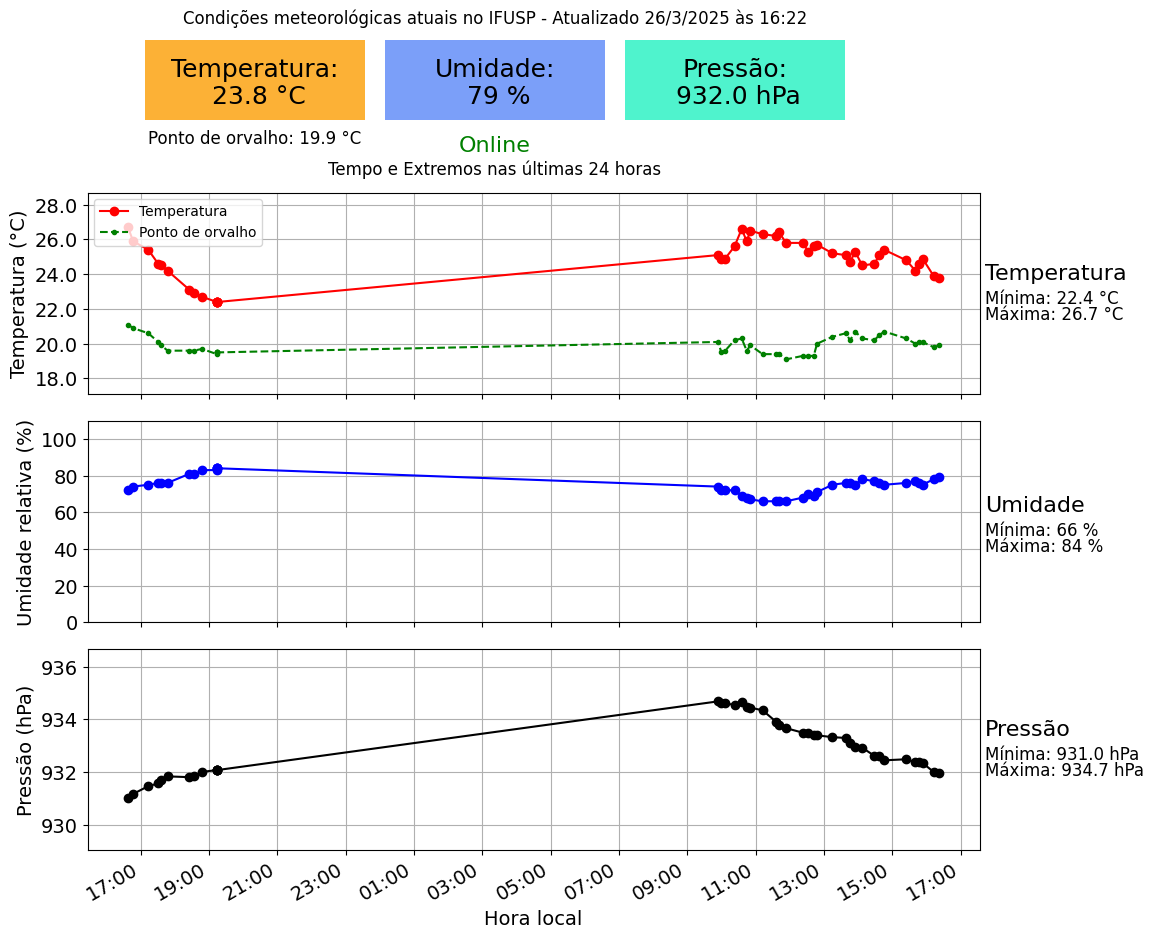 Condições meteorológicas atuais no IFUSP - Atualizado 26/3/2025 às 16:22
Temperatura:
23.8 °C
Umidade:
79 %
Pressão:
932.0 hPa
Ponto de orvalho: 19.9 °C
Online
Tempo e Extremos nas últimas 24 horas
Temperatura (°C)
28.0
26.0
24.0
22.0
20.0
18.0
Temperatura
Ponto de orvalho
Temperatura
Mínima: 22.4 °C
Máxima: 26.7 °C
Umidade relativa (%)
100
80
60
40
20
0
Umidade
Mínima: 66 %
Máxima: 84 %
Pressão (hPa)
936
934
932
930
Pressão
Mínima: 931.0 hPa
Máxima: 934.7 hPa
17:00 19:00 21:00 23:00 01:00 03:00 05:00 07:00 09:00 11:00 13:00 15:00 17:00
Hora local